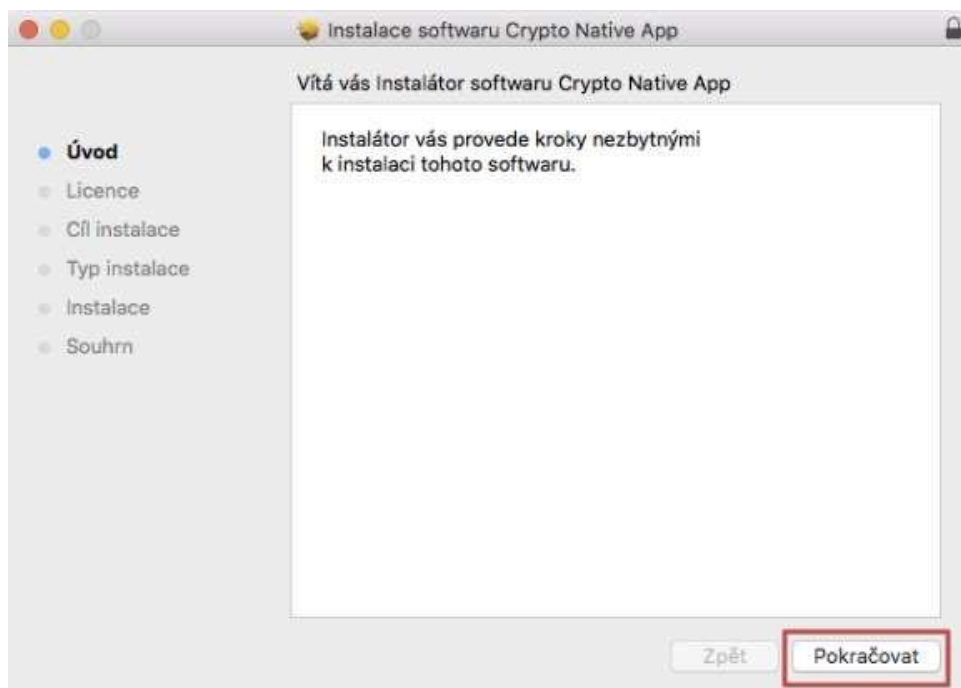 Instalace softwaru Crypto Native App
Vítá vás Instalátor softwaru Crypto Native App
Úvod
Licence
Cíl instalace
Typ instalace
Instalace
Souhrn
Instalátor vás provede kroky nezbytnými
k instalaci tohoto softwaru.
Zpět
Pokračovat